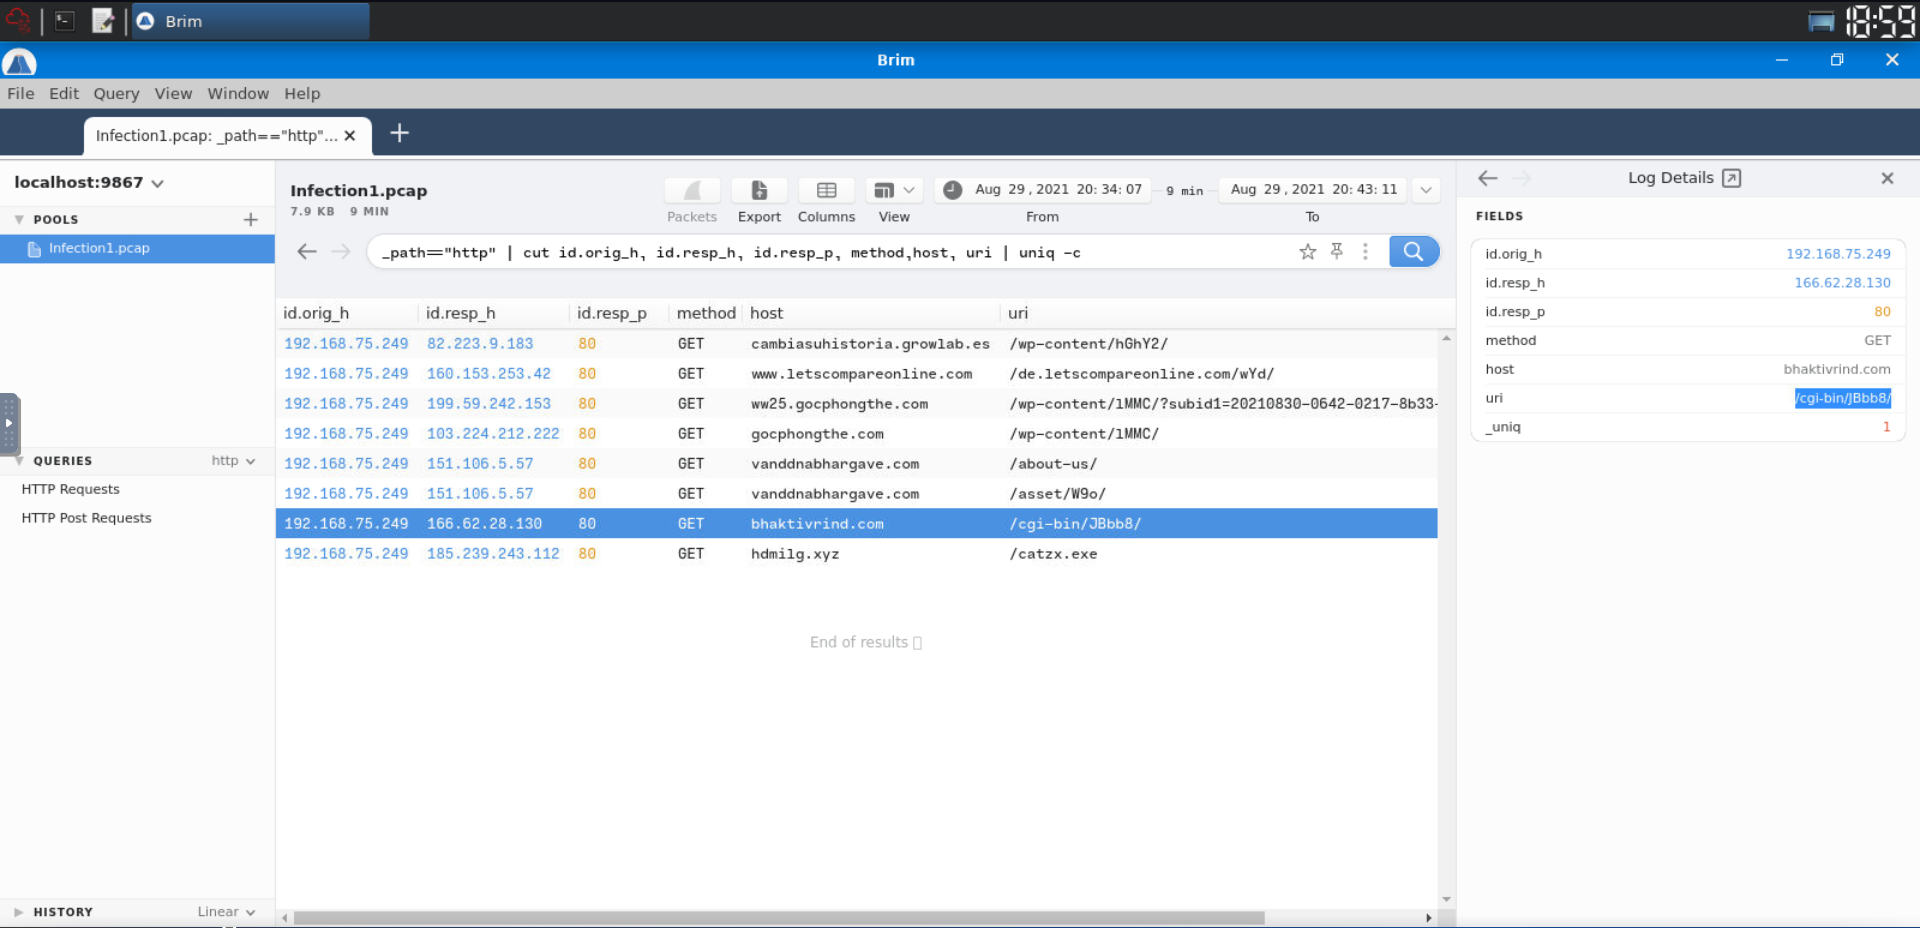 Brim
18:59
Brim
File Edit Query View Window Help
Infection1.pcap: _path=="http"...
localhost:9867
POOLS
Infection1.pcap
QUERIES http
HTTP Requests
HTTP Post Requests
HISTORY Linear
Infection1.pcap
7.9 KB 9 MIN
Packets Export Columns View
Aug 29, 2021 20:34:07 9 min Aug 29, 2021 20:43:11
From To
_path=="http" | cut id.orig_h, id.resp_h, id.resp_p, method,host, uri | uniq -c
id.orig_h id.resp_h id.resp_p method host uri
192.168.75.249 82.223.9.183 80 GET cambiasuhistoria.growlab.es /wp-content/hGhY2/
192.168.75.249 160.153.253.42 80 GET www.letscompareonline.com /de.letscompareonline.com/wYd/
192.168.75.249 199.59.242.153 80 GET ww25.gocphongthe.com /wp-content/lMMC/?subid1=20210830-0642-0217-8b33-
192.168.75.249 103.224.212.222 80 GET gocphongthe.com /wp-content/lMMC/
192.168.75.249 151.106.5.57 80 GET vanddnabhargave.com /about-us/
192.168.75.249 151.106.5.57 80 GET vanddnabhargave.com /asset/W9o/
192.168.75.249 166.62.28.130 80 GET bhaktivrind.com /cgi-bin/JBbb8/
192.168.75.249 185.239.243.112 80 GET hdmilg.xyz /catzx.exe
End of results
Log Details
FIELDS
id.orig_h 192.168.75.249
id.resp_h 166.62.28.130
id.resp_p 80
method GET
host bhaktivrind.com
uri /cgi-bin/JBbb8/
_uniq 1